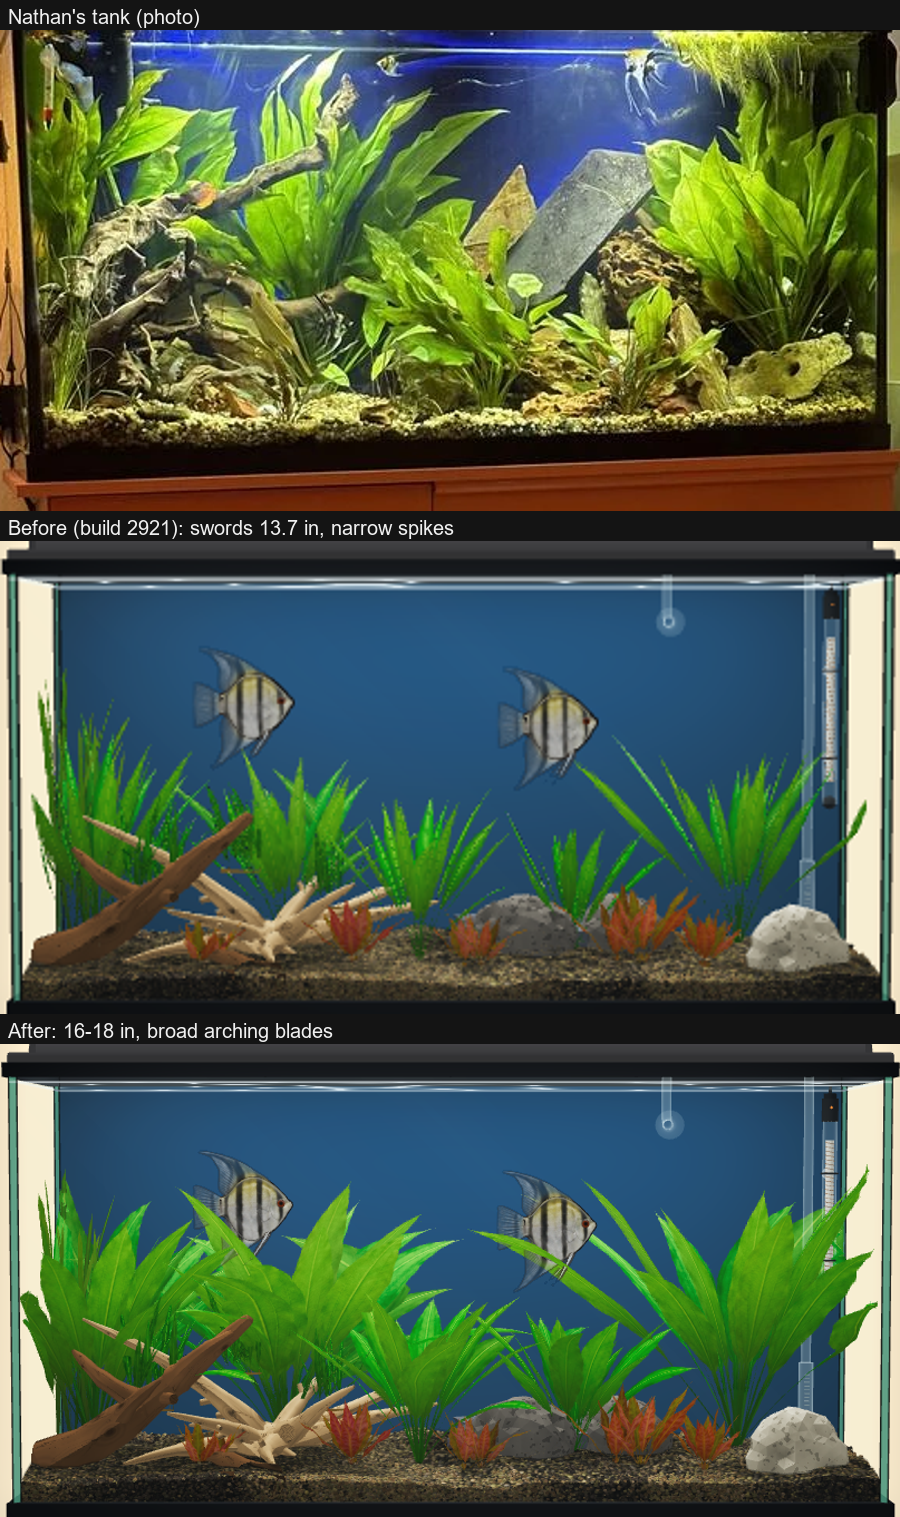 Nathan's tank (photo)
Before (build 2921): swords 13.7 in, narrow spikes
After: 16-18 in, broad arching blades